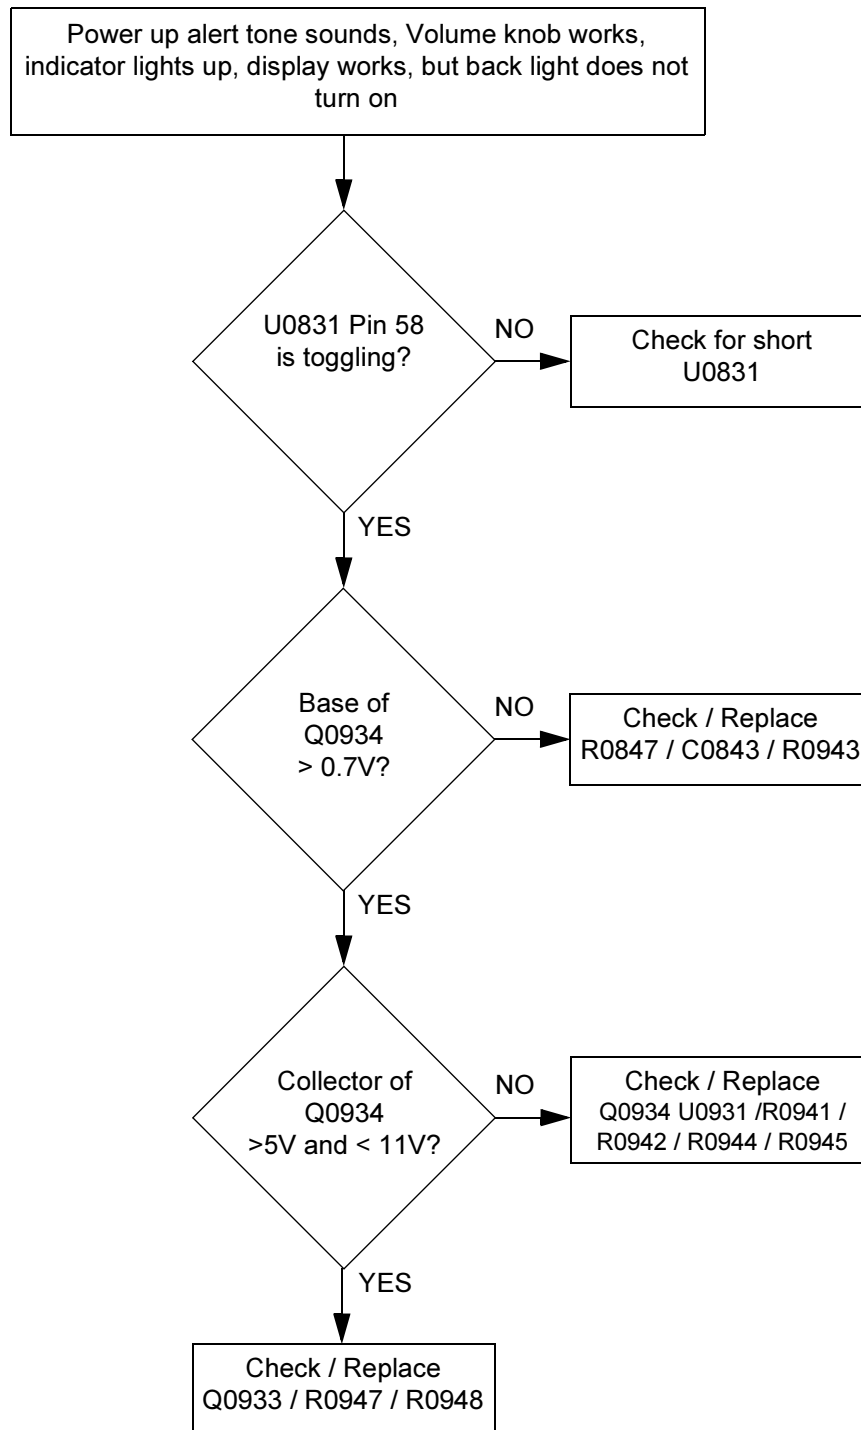 Power up alert tone sounds, Volume knob works,
indicator lights up, display works, but back light does not
turn on
U0831 Pin 58
is toggling?
NO
Check for short
U0831
YES
Base of
Q0934
> 0.7V?
NO
Check / Replace
R0847 / C0843 / R0943
YES
Collector of
Q0934
>5V and < 11V?
NO
Check / Replace
Q0934 U0931 /R0941 /
R0942 / R0944 / R0945
YES
Check / Replace
Q0933 / R0947 / R0948